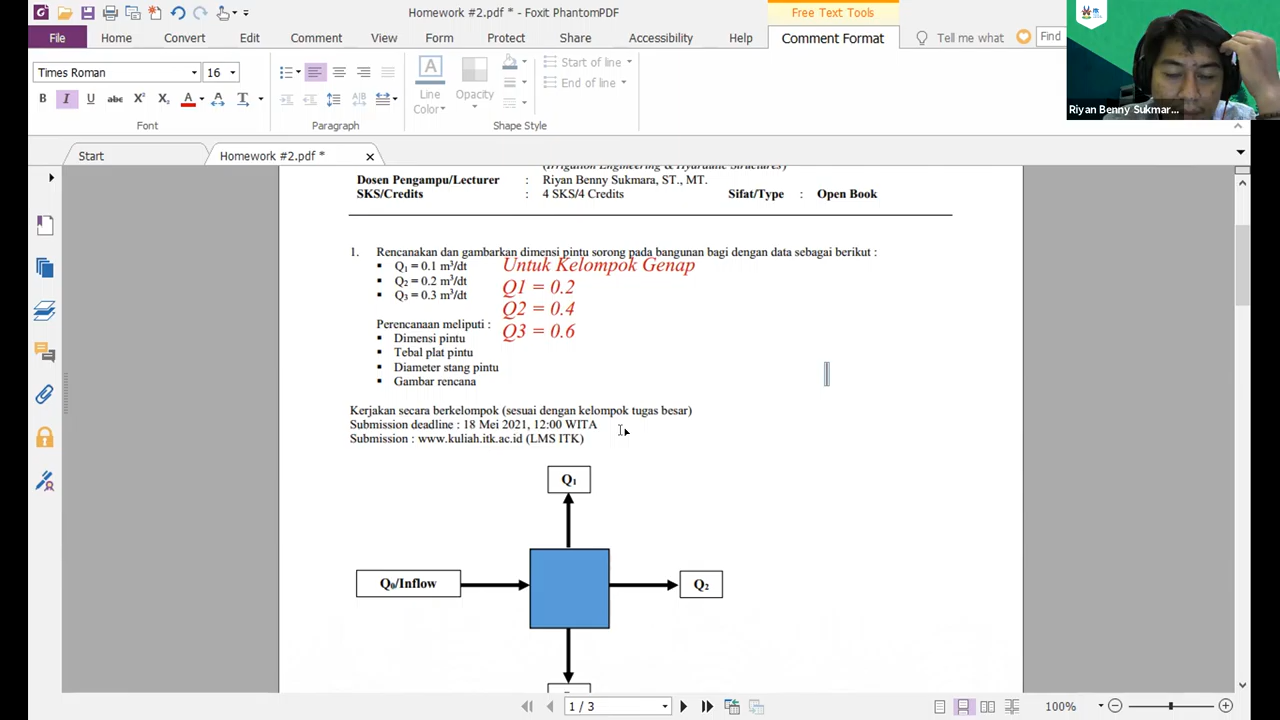 Homework #2.pdf * - Foxit PhantomPDF
Free Text Tools
File Home Convert Edit Comment View Form Protect Share Accessibility Help Comment Format Tell me what Find
Times Roman 16
Line Color
Opacity
Start of line
End of line
B I U abc X² X₂ A A T
Font Paragraph Shape Style
Riyan Benny Sukmar...
Start Homework #2.pdf *
(Irrigation Engineering & Hydraulic Structures)
Dosen Pengampu/Lecturer : Riyan Benny Sukmara, ST., MT.
SKS/Credits : 4 SKS/4 Credits Sifat/Type : Open Book
1. Rencanakan dan gambarkan dimensi pintu sorong pada bangunan bagi dengan data sebagai berikut :
▪ Q₁ = 0.1 m³/dt
▪ Q₂ = 0.2 m³/dt
▪ Q₃ = 0.3 m³/dt
Untuk Kelompok Genap
Q1 = 0.2
Q2 = 0.4
Q3 = 0.6
Perencanaan meliputi :
▪ Dimensi pintu
▪ Tebal plat pintu
▪ Diameter stang pintu
▪ Gambar rencana
Kerjakan secara berkelompok (sesuai dengan kelompok tugas besar)
Submission deadline : 18 Mei 2021, 12:00 WITA
Submission : www.kuliah.itk.ac.id (LMS ITK)
Q₁
Q₀/Inflow
Q₂
1 / 3
100%